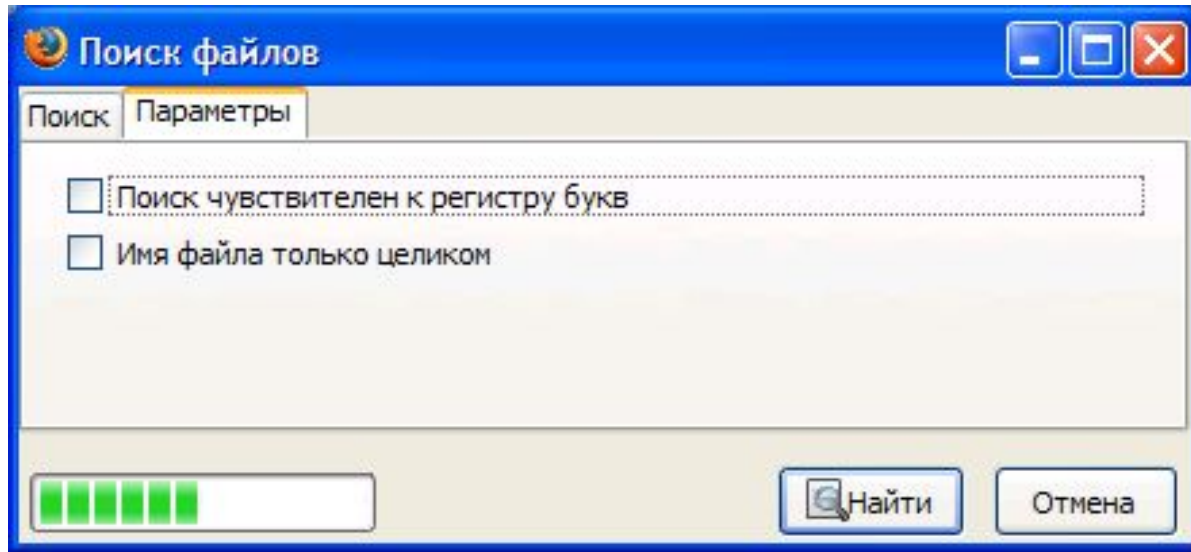 Поиск файлов
Поиск Параметры
Поиск чувствителен к регистру букв
Имя файла только целиком
Найти Отмена